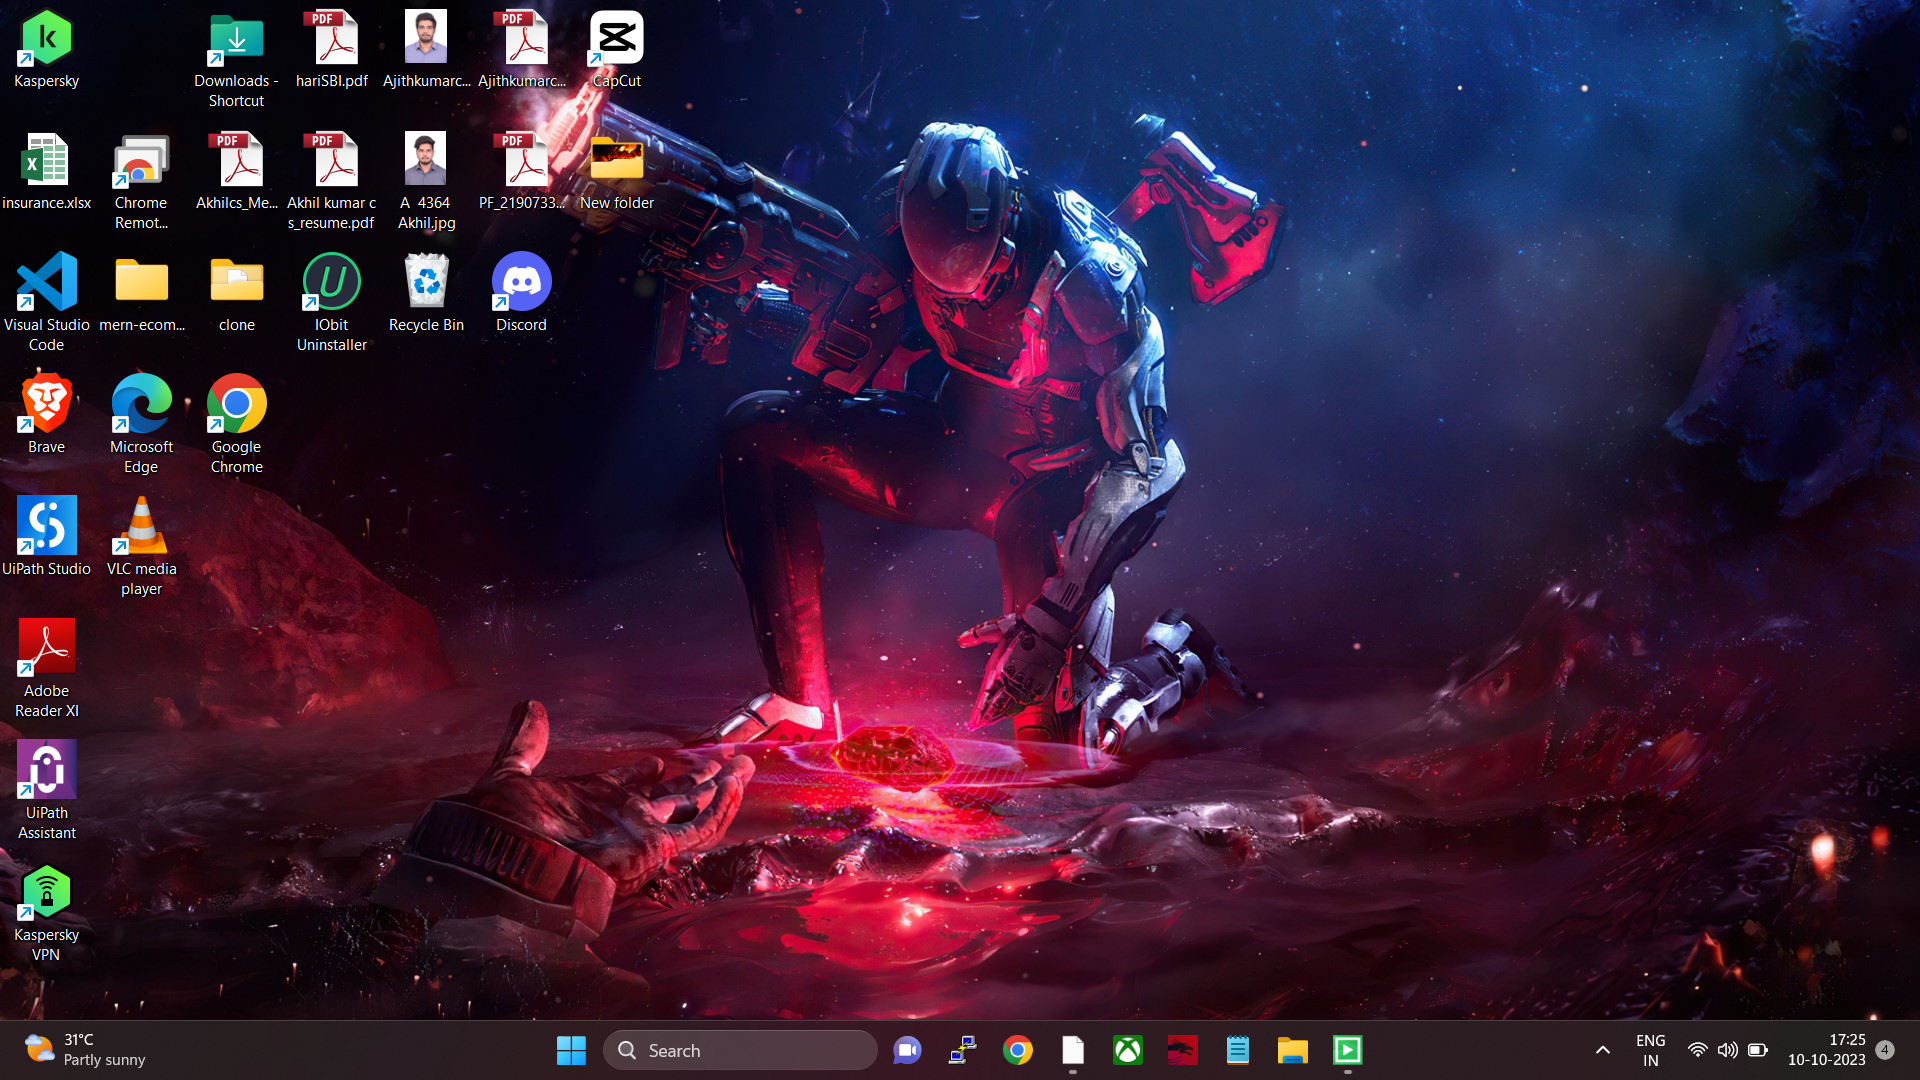 Kaspersky
Downloads -
Shortcut
PDF
hariSBI.pdf
Ajithkumarc...
PDF
Ajithkumarc...
CapCut
insurance.xlsx
Chrome
Remot...
PDF
Akhilcs_Me...
PDF
Akhil kumar c
s_resume.pdf
A 4364
Akhil.jpg
PDF
PF_2190733...
New folder
Visual Studio
Code
mern-ecom...
clone
IObit
Uninstaller
Recycle Bin
Discord
Brave
Microsoft
Edge
Google
Chrome
UiPath Studio
VLC media
player
Adobe
Reader XI
UiPath
Assistant
Kaspersky
VPN
31°C
Partly sunny
Search
ENG
IN
17:25
10-10-2023
4